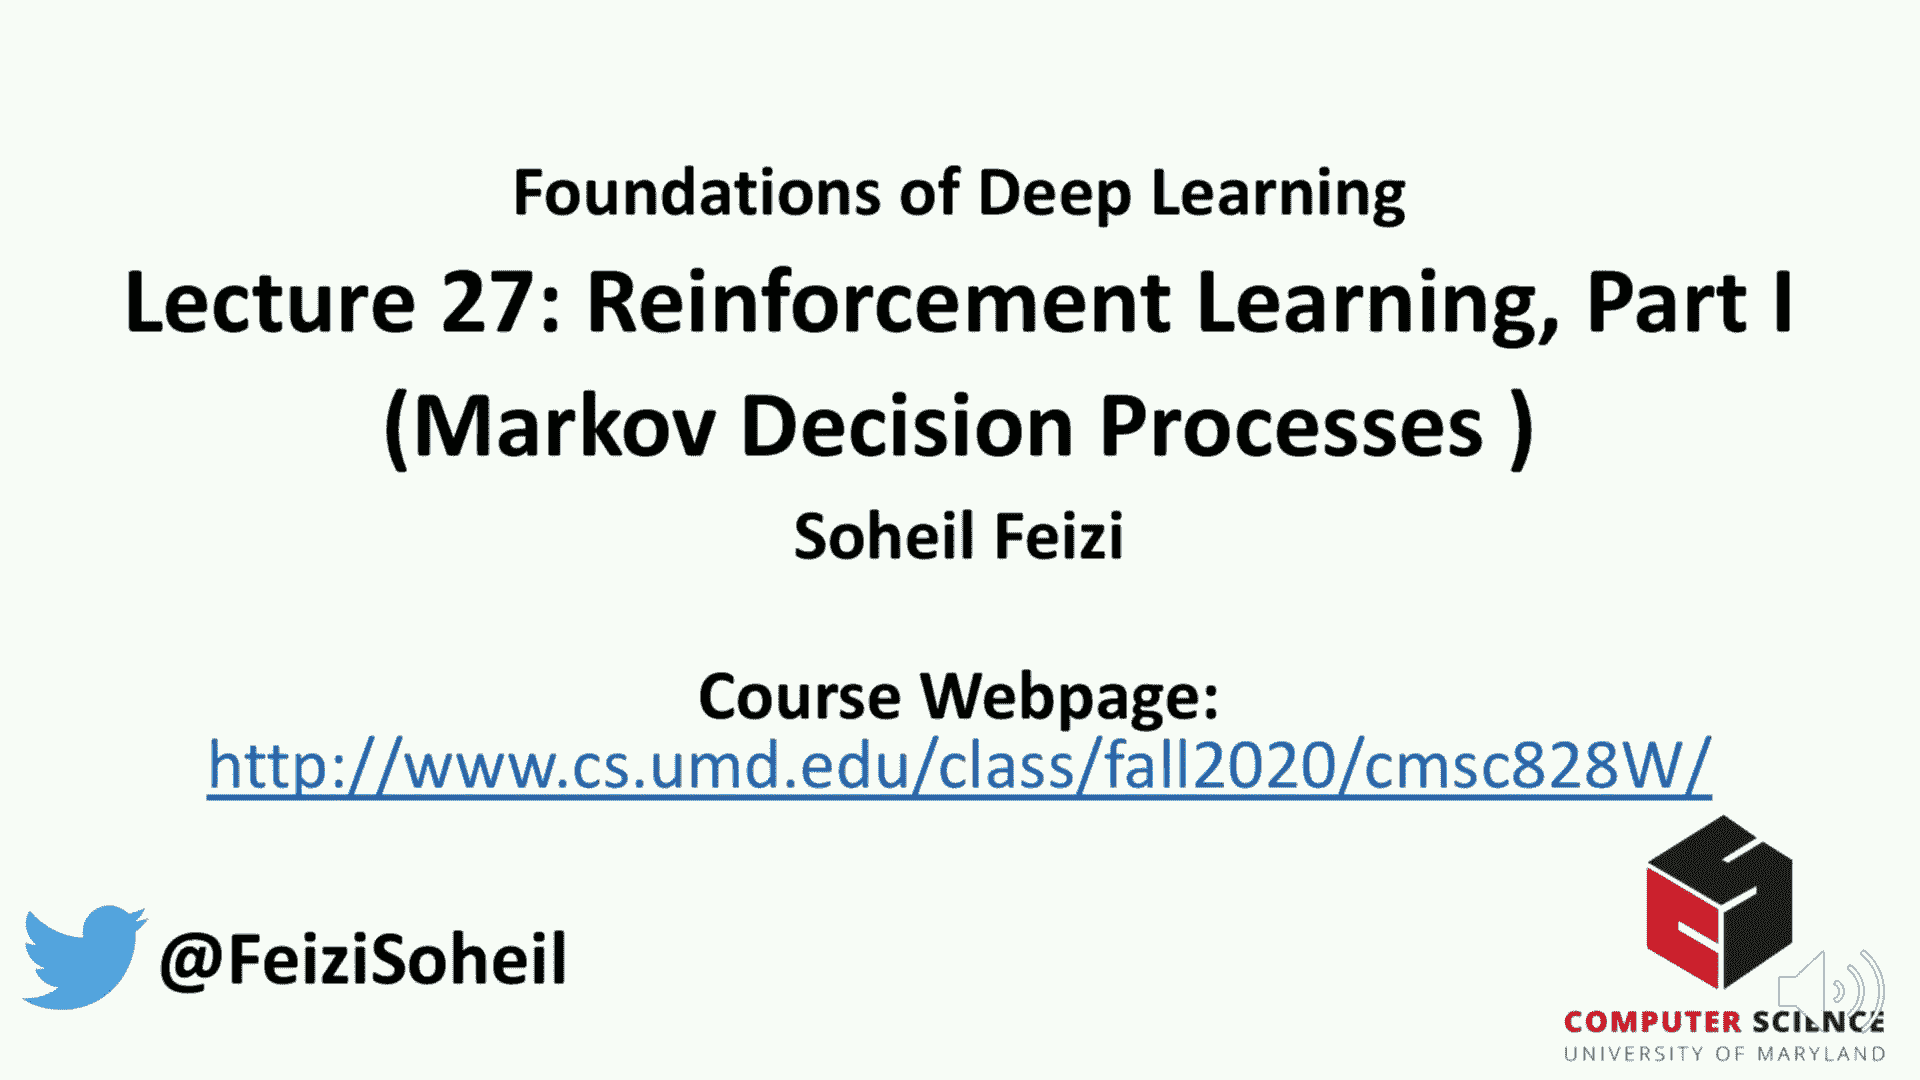 Foundations of Deep Learning
Lecture 27: Reinforcement Learning, Part I
(Markov Decision Processes )
Soheil Feizi
Course Webpage:
http://www.cs.umd.edu/class/fall2020/cmsc828W/
@FeiziSoheil
COMPUTER SCIENCE
UNIVERSITY OF MARYLAND